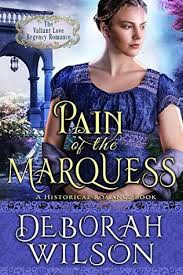 The
Valiant Love
Regency Romance
PAIN
of the
MARQUESS
A HISTORICAL ROMANCE BOOK
DEBORAH
WILSON